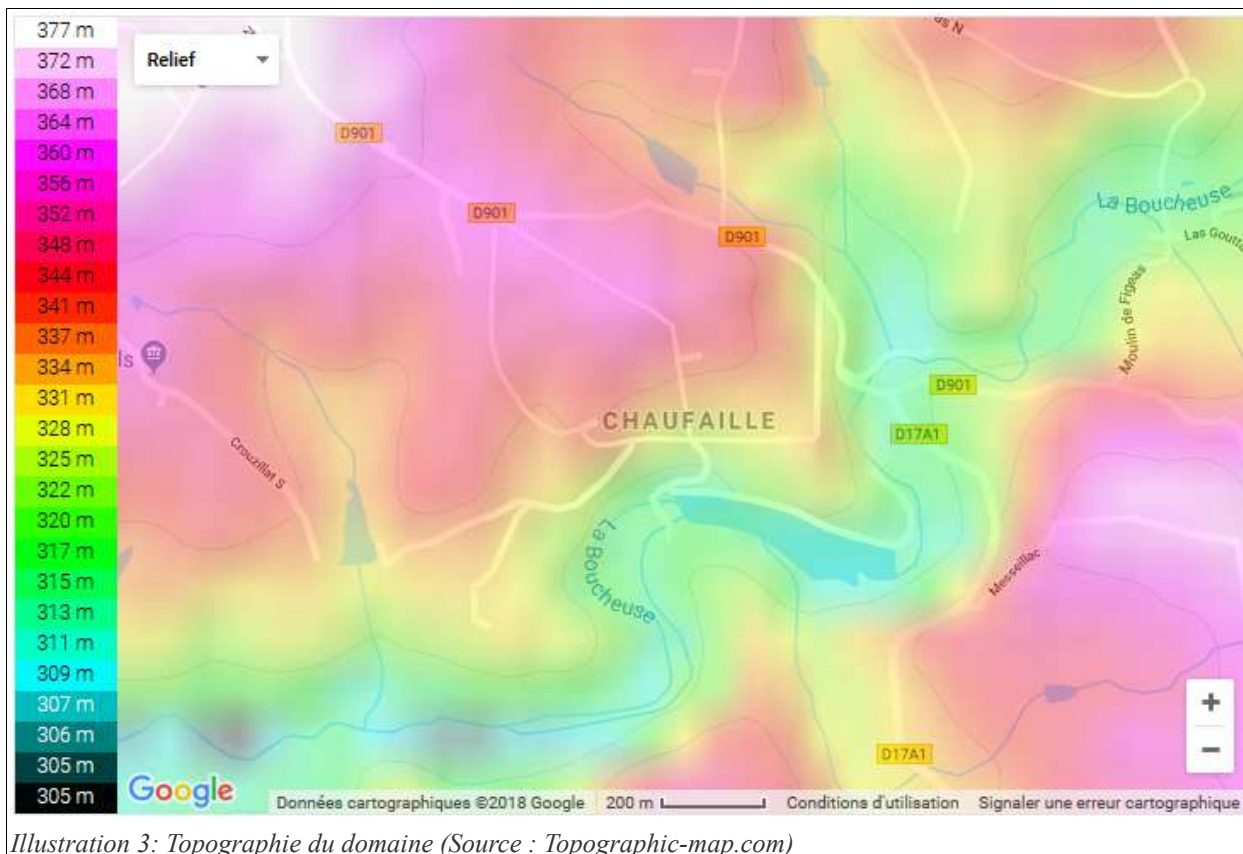 377 m
372 m
368 m
364 m
360 m
356 m
352 m
348 m
344 m
341 m
337 m
334 m
331 m
328 m
325 m
322 m
320 m
317 m
315 m
313 m
311 m
309 m
307 m
306 m
305 m
305 m
Relief
D901
D901
D901
La Boucheuse
Moulin de Figeas
D901
CHAUFAILLE
D17A1
Crouzillat S
La Boucheuse
Messeillac
D17A1
+
−
Google
Données cartographiques ©2018 Google
200 m
Conditions d'utilisation
Signaler une erreur cartographique
Illustration 3: Topographie du domaine (Source : Topographic-map.com)